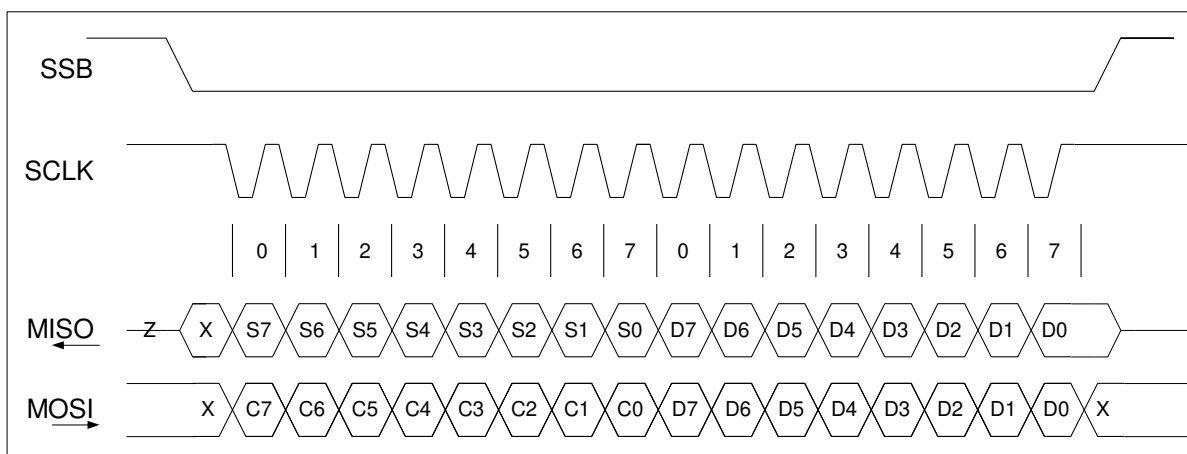 SSB
SCLK
0 1 2 3 4 5 6 7 0 1 2 3 4 5 6 7
MISO Z X S7 S6 S5 S4 S3 S2 S1 S0 D7 D6 D5 D4 D3 D2 D1 D0
MOSI X C7 C6 C5 C4 C3 C2 C1 C0 D7 D6 D5 D4 D3 D2 D1 D0 X